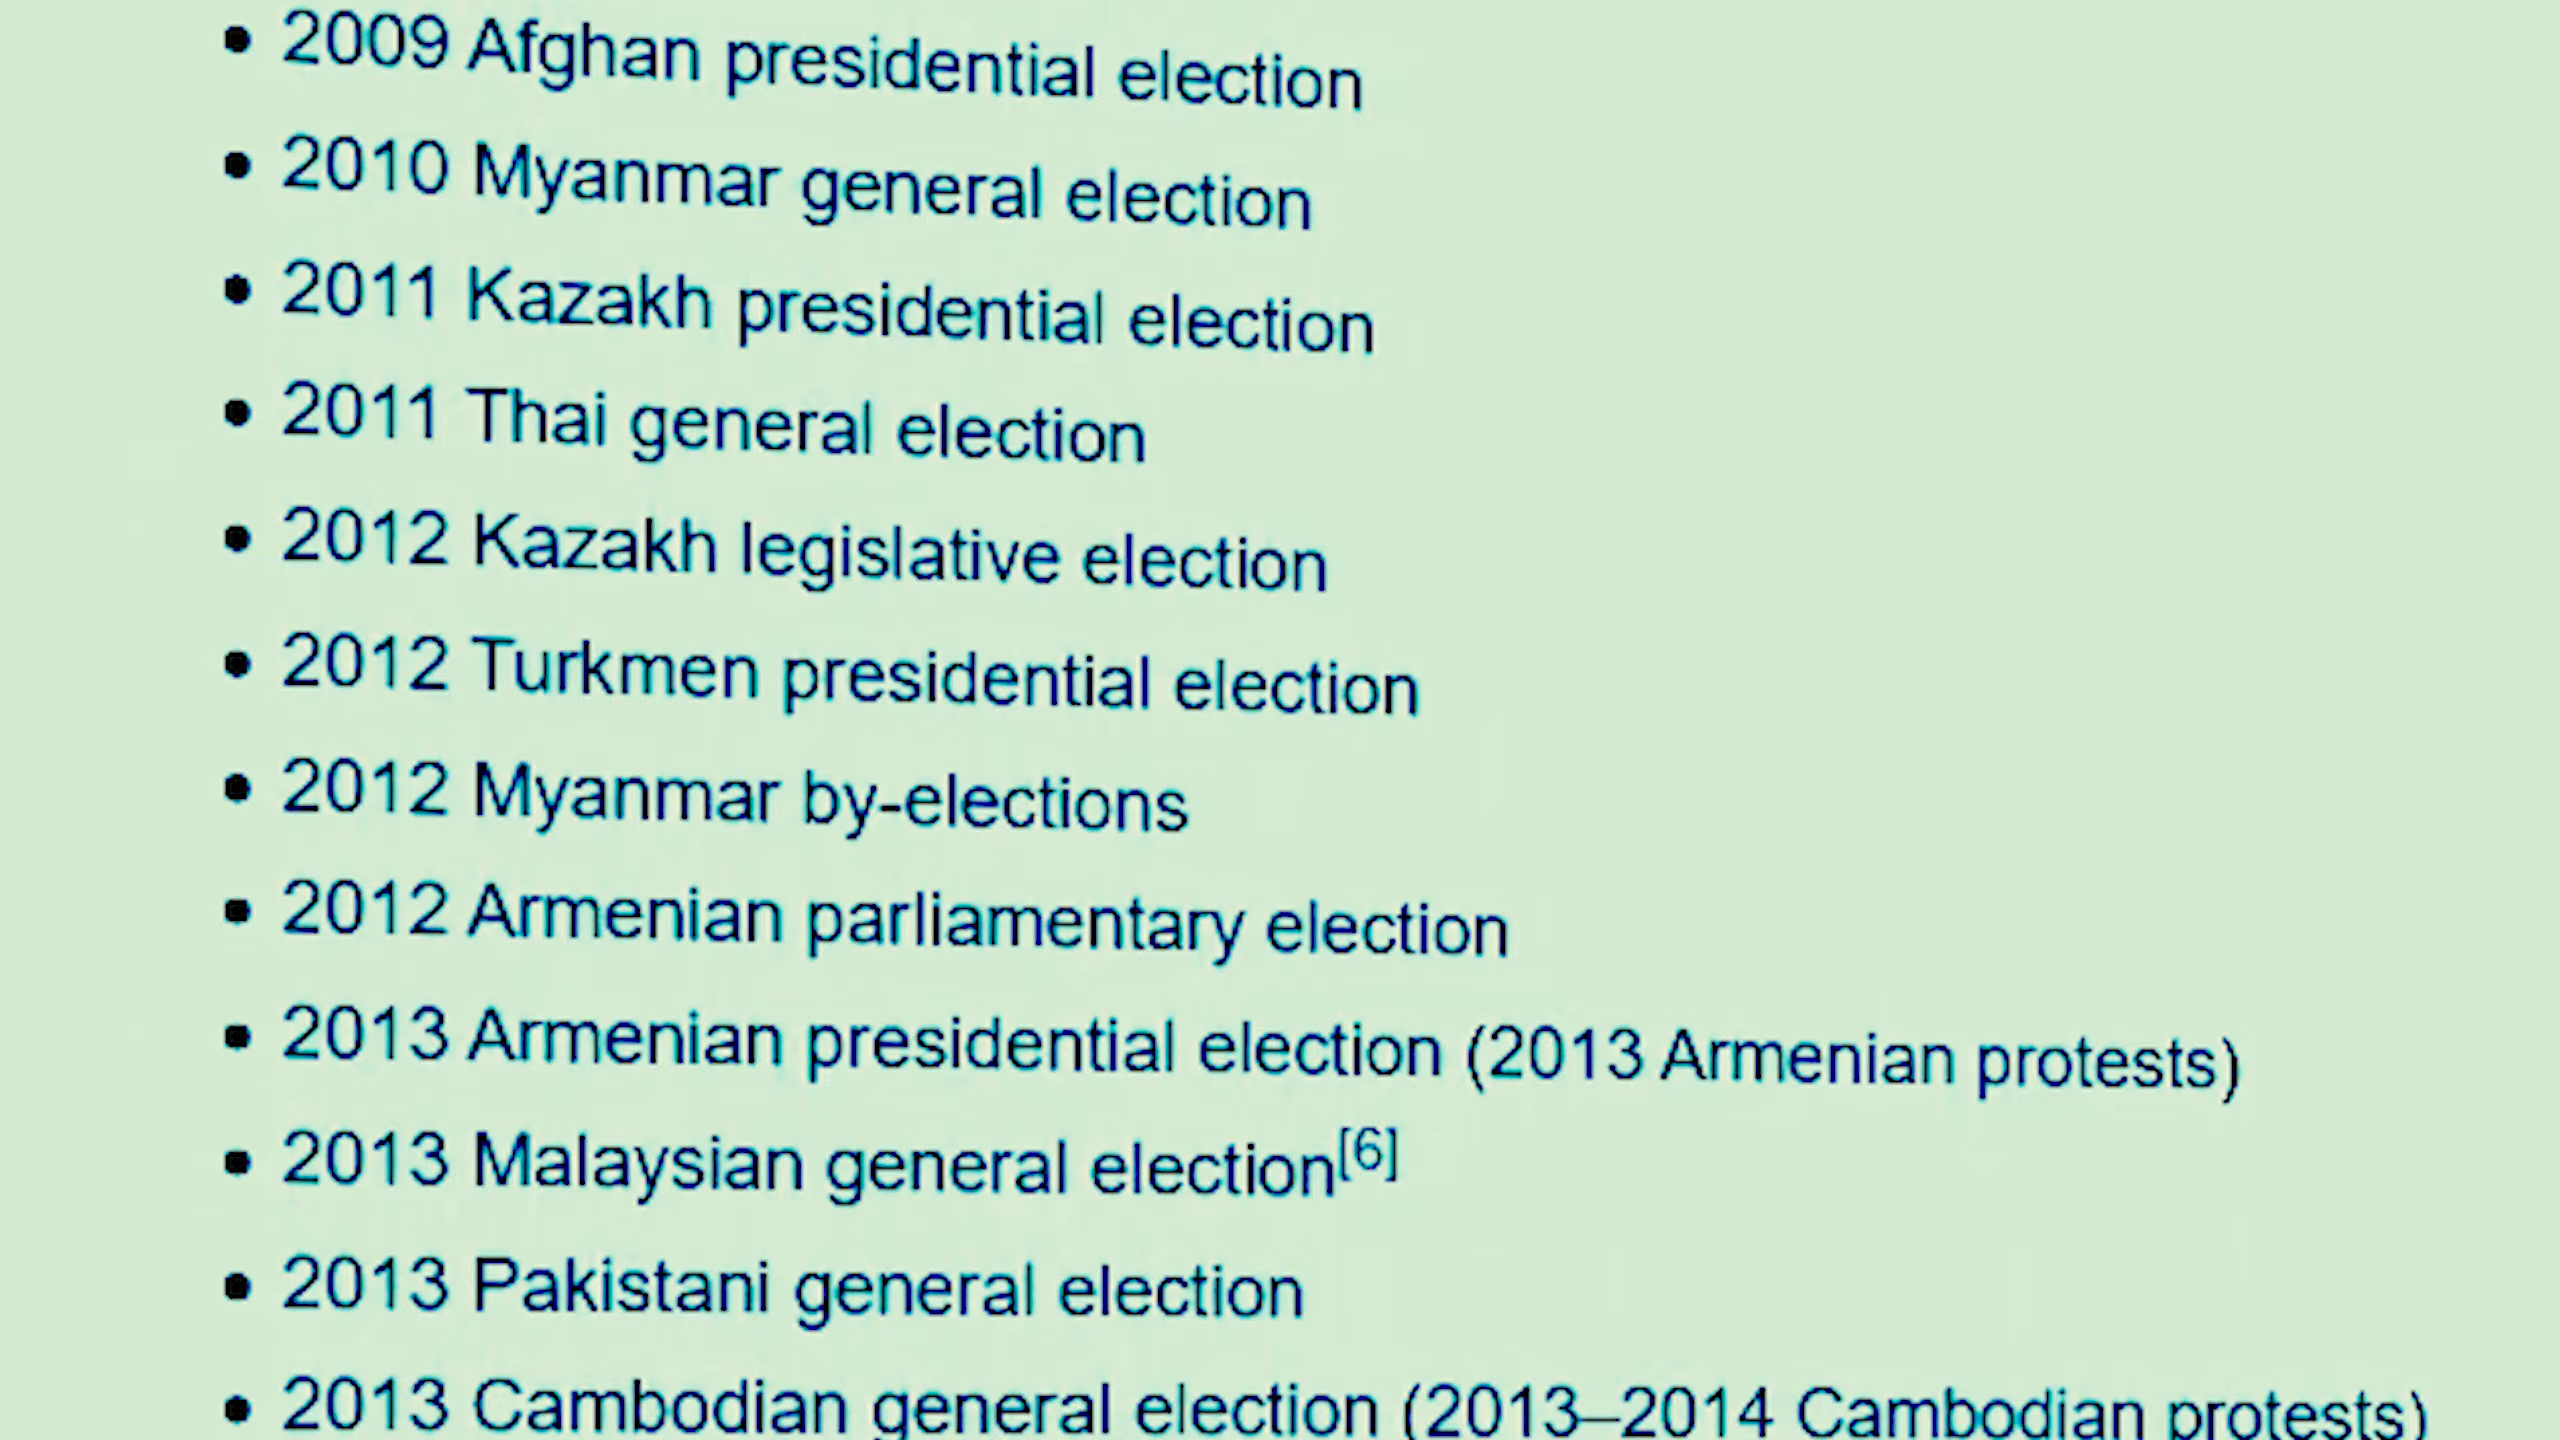 • 2009 Afghan presidential election
• 2010 Myanmar general election
• 2011 Kazakh presidential election
• 2011 Thai general election
• 2012 Kazakh legislative election
• 2012 Turkmen presidential election
• 2012 Myanmar by-elections
• 2012 Armenian parliamentary election
• 2013 Armenian presidential election (2013 Armenian protests)
• 2013 Malaysian general election[6]
• 2013 Pakistani general election
• 2013 Cambodian general election (2013–2014 Cambodian protests)